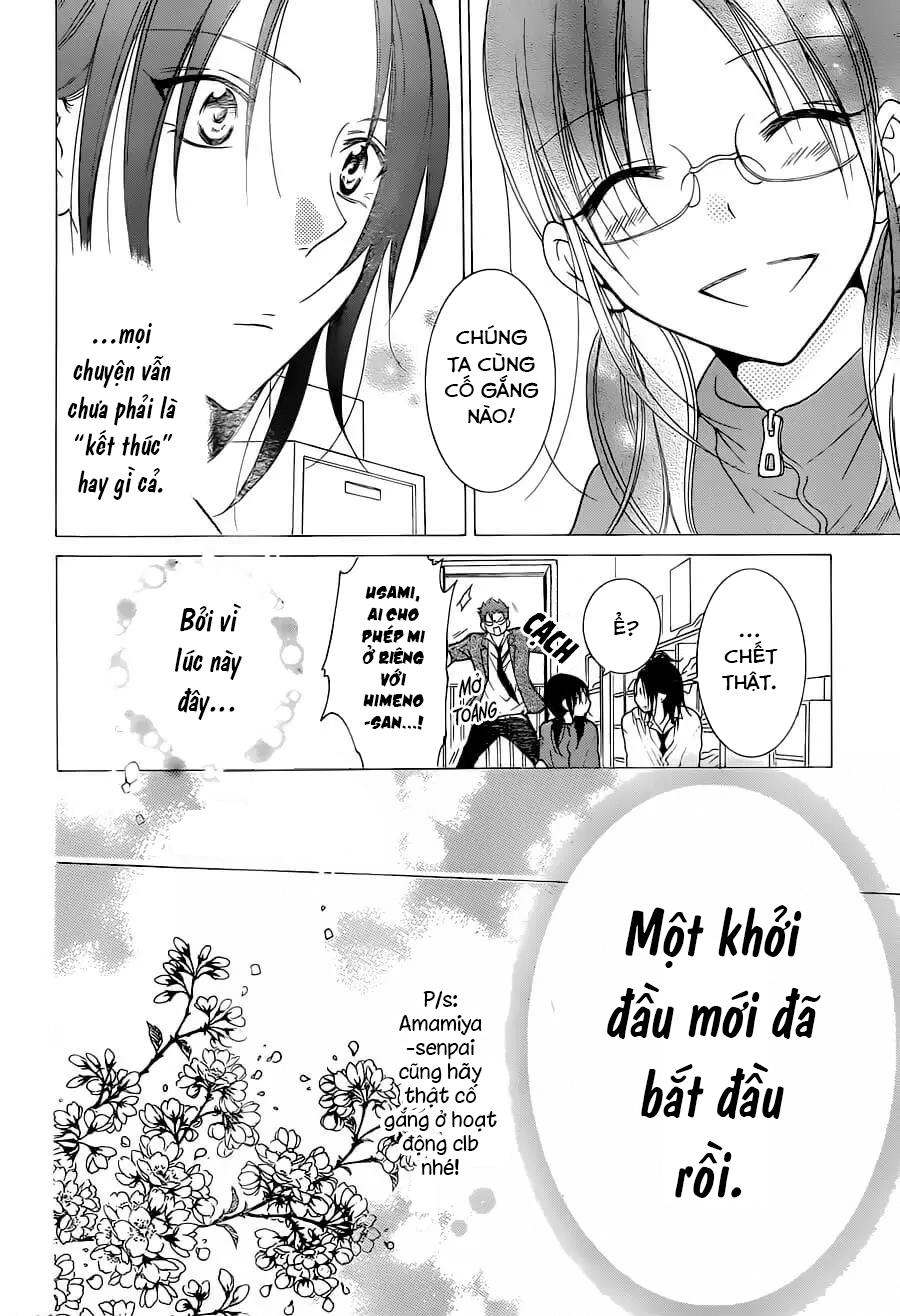 CHÚNG
TA CÙNG
CỐ GẮNG
NÀO!
...mọi
chuyện vẫn
chưa phải là
“kết thúc”
hay gì cả.
...
CHẾT
THẬT.
Ể?
CẠCH
MỞ
TOANG
USAMI,
AI CHO
PHÉP MI
Ở RIÊNG
VỚI
HIMENO
-SAN...!
Bởi vì
lúc này
đây...
Một khởi
đầu mới đã
bắt đầu
rồi.
P/s:
Amamiya
-senpai
cũng hãy
thật cố
gắng ở hoạt
động clb
nhé!